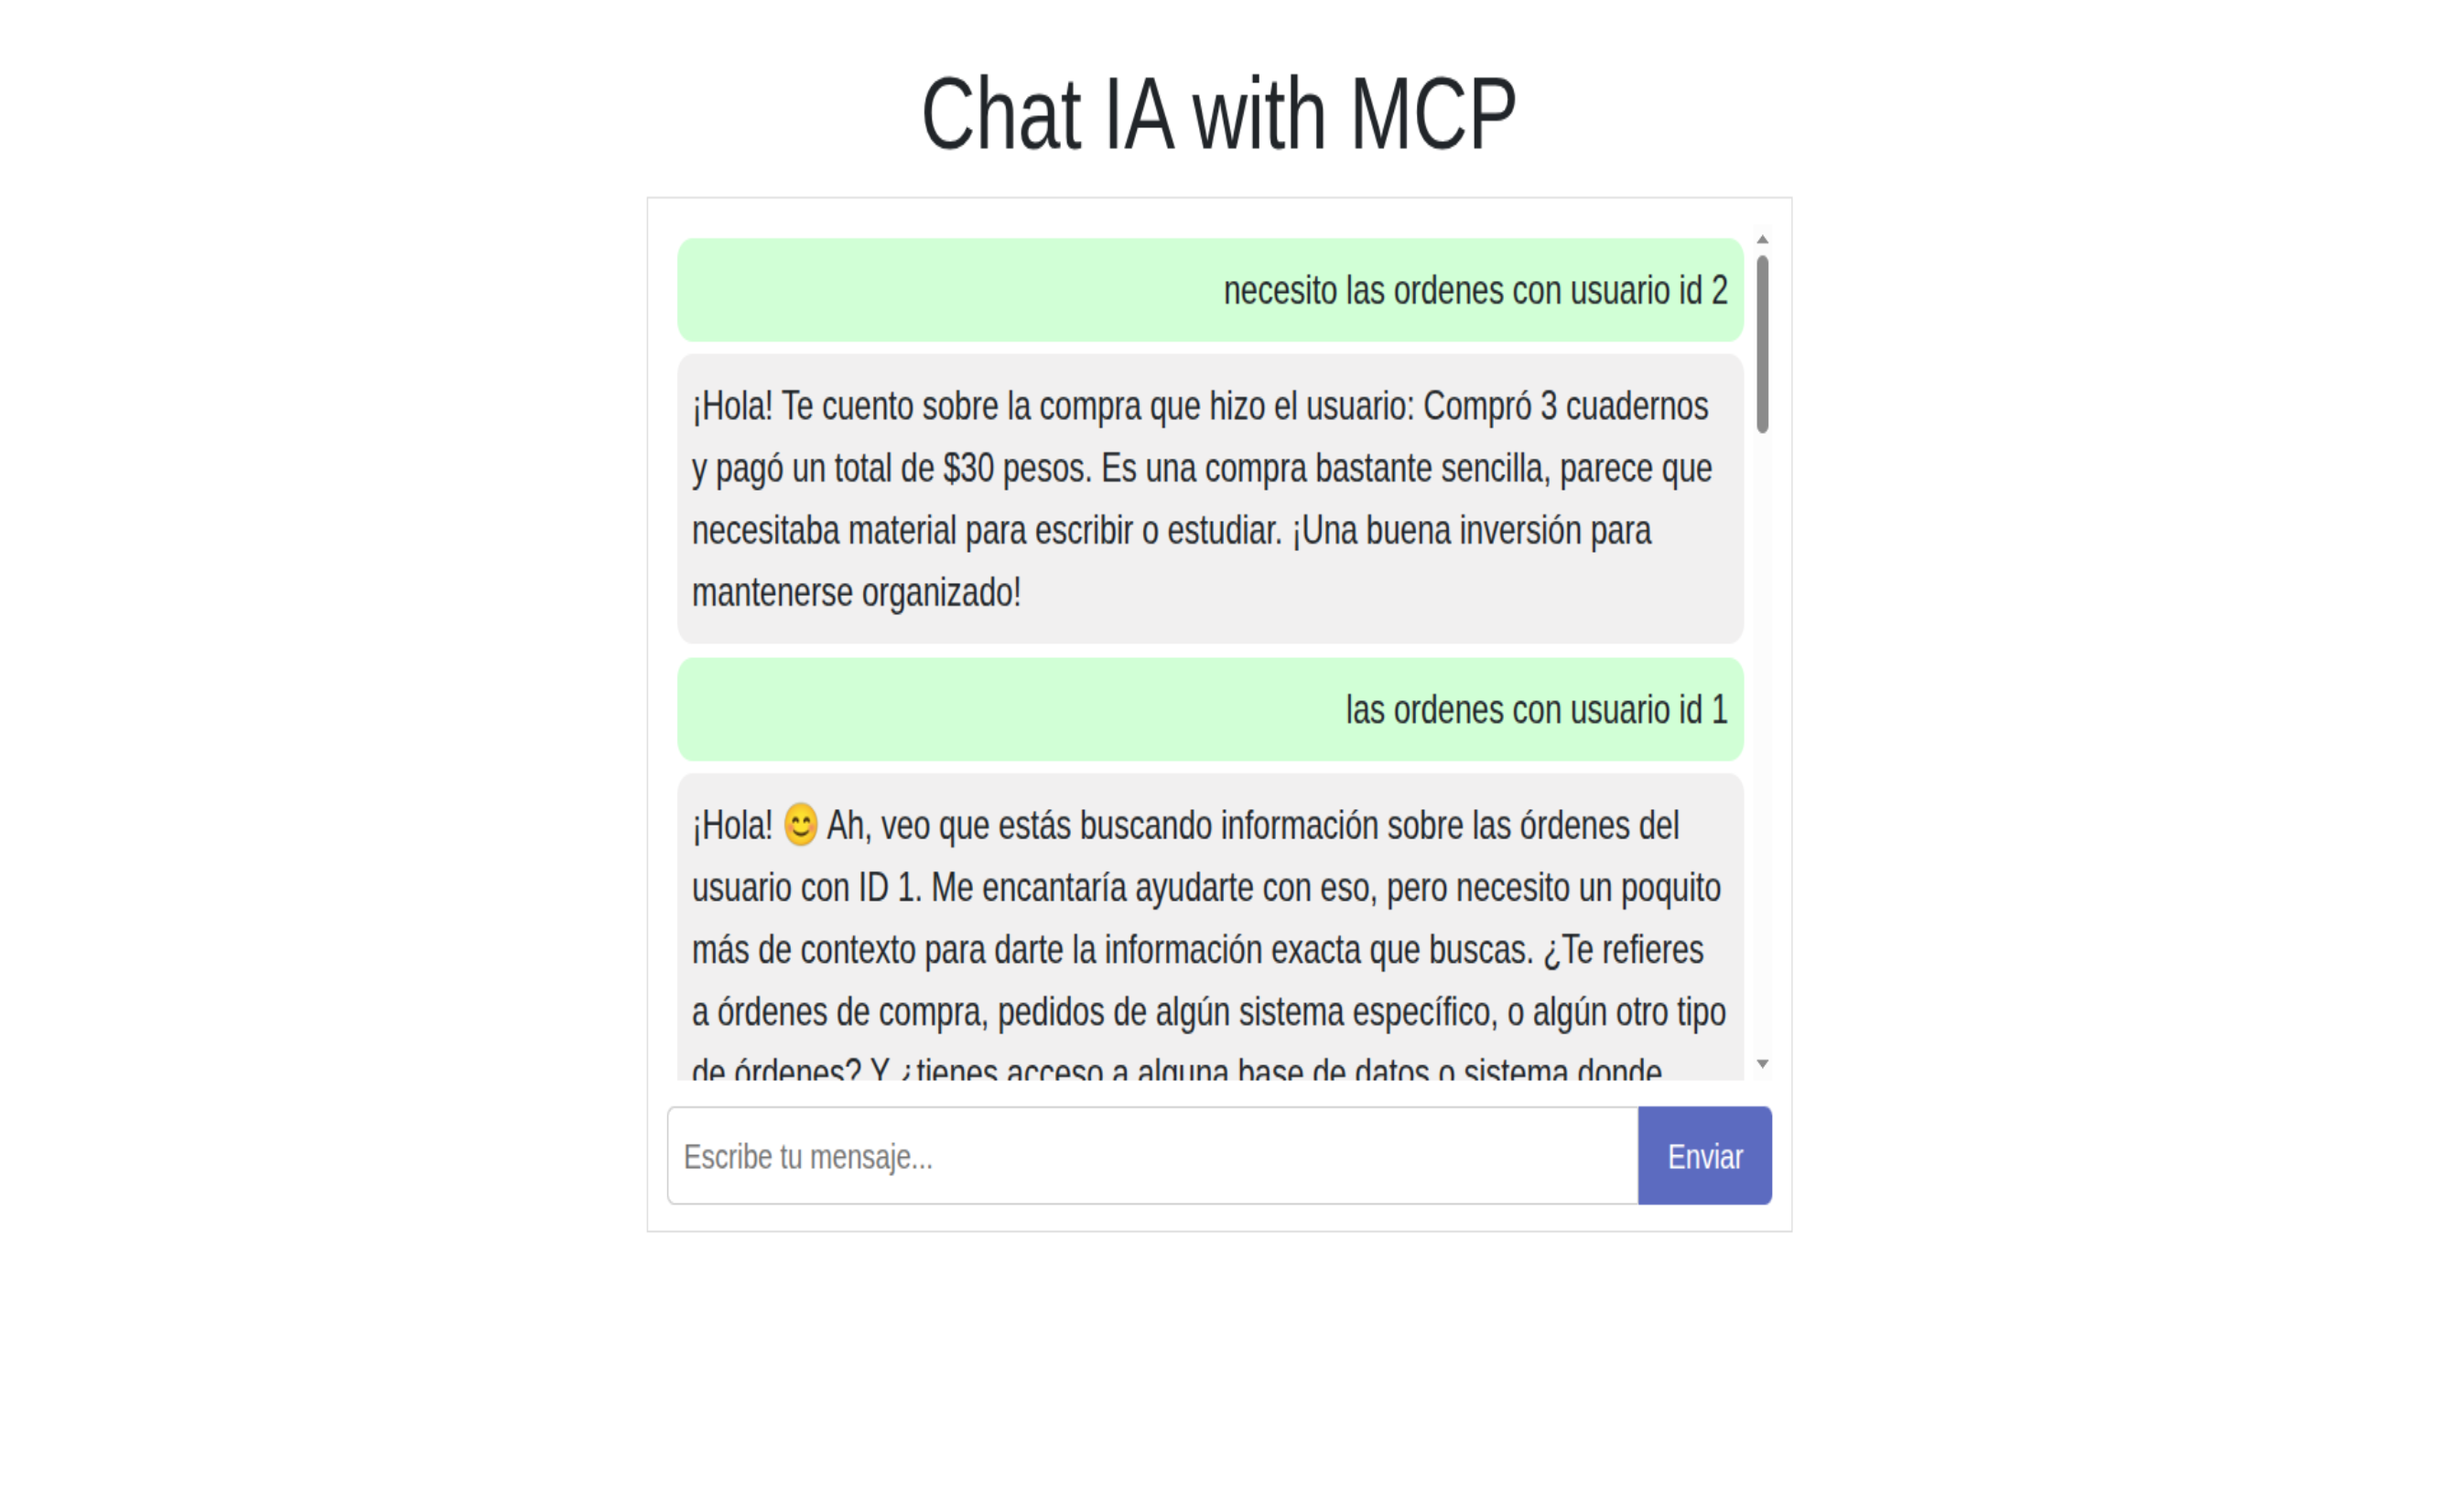 Chat IA with MCP
necesito las ordenes con usuario id 2
¡Hola! Te cuento sobre la compra que hizo el usuario: Compró 3 cuadernos
y pagó un total de $30 pesos. Es una compra bastante sencilla, parece que
necesitaba material para escribir o estudiar. ¡Una buena inversión para
mantenerse organizado!
las ordenes con usuario id 1
¡Hola! 😊 Ah, veo que estás buscando información sobre las órdenes del
usuario con ID 1. Me encantaría ayudarte con eso, pero necesito un poquito
más de contexto para darte la información exacta que buscas. ¿Te refieres
a órdenes de compra, pedidos de algún sistema específico, o algún otro tipo
de órdenes? Y ¿tienes acceso a alguna base de datos o sistema donde
Escribe tu mensaje...
Enviar